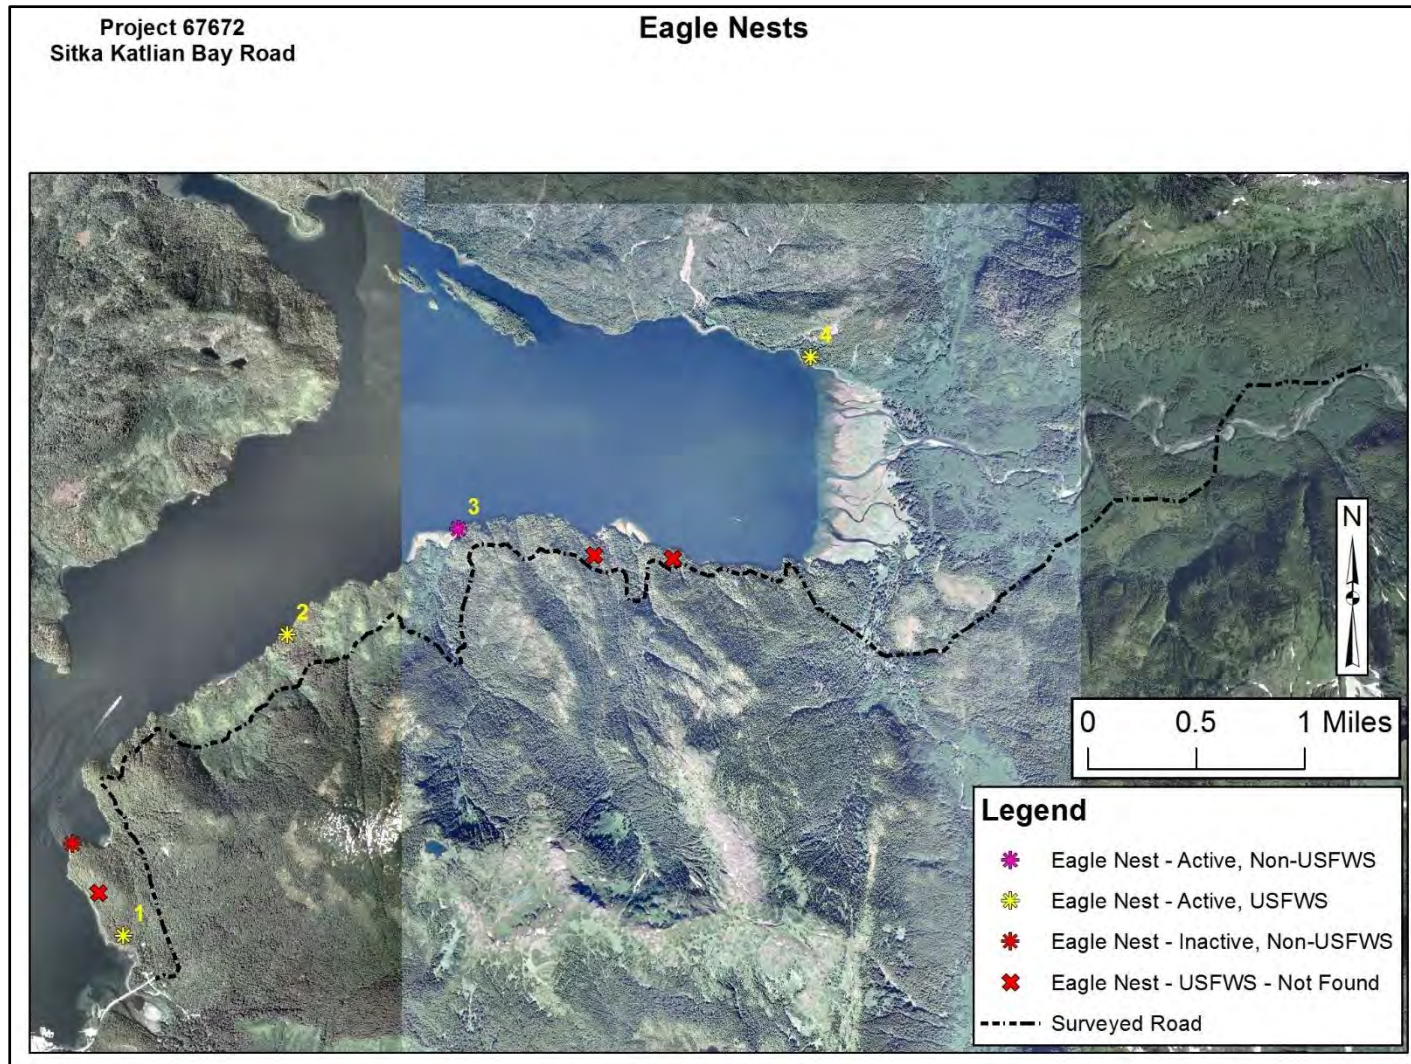 Project 67672
Sitka Katlian Bay Road
Eagle Nests
4
3
2
1
N
0 0.5 1 Miles
Legend
Eagle Nest - Active, Non-USFWS
Eagle Nest - Active, USFWS
Eagle Nest - Inactive, Non-USFWS
Eagle Nest - USFWS - Not Found
Surveyed Road